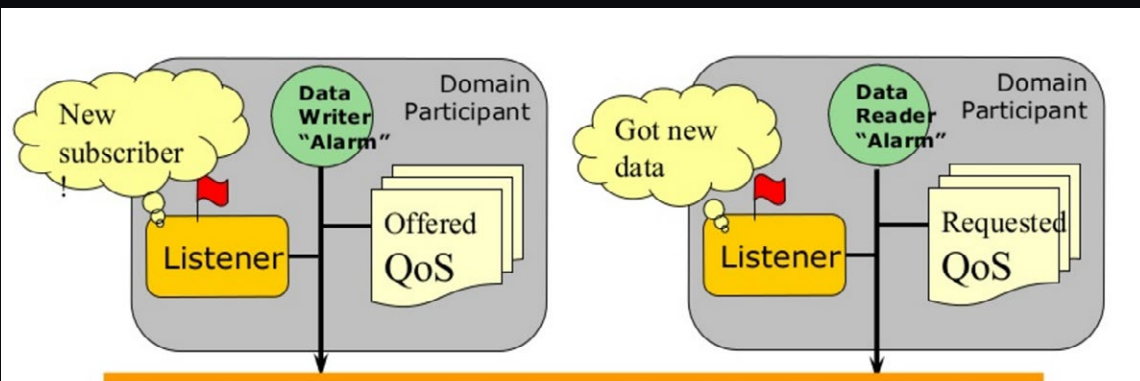 New
subscriber
!
Data
Writer
“Alarm”
Domain
Participant
Listener
Offered
QoS
Got new
data
Data
Reader
“Alarm”
Domain
Participant
Listener
Requested
QoS